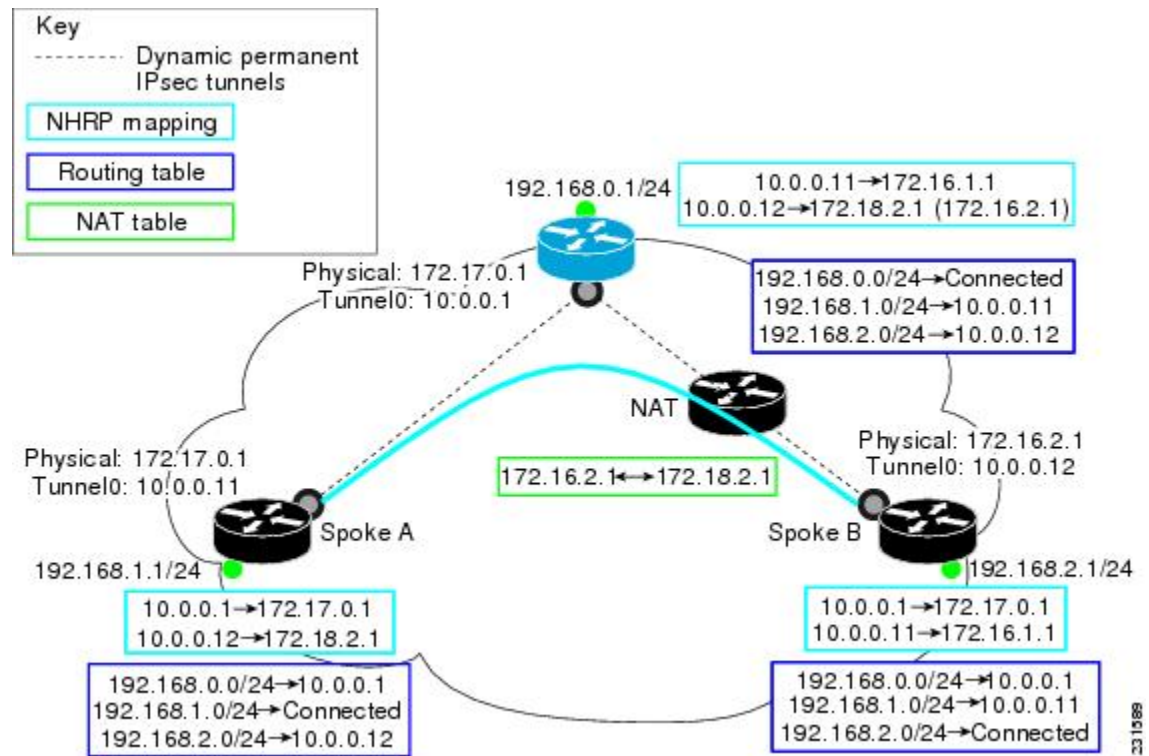 Key
Dynamic permanent
IPsec tunnels
NHRP mapping
Routing table
NAT table
192.168.0.1/24
10.0.0.11→172.16.1.1
10.0.0.12→172.18.2.1 (172.16.2.1)
Physical: 172.17.0.1
Tunnel0: 10.0.0.1
192.168.0.0/24→Connected
192.168.1.0/24→10.0.0.11
192.168.2.0/24→10.0.0.12
NAT
Physical: 172.17.0.1
Tunnel0: 10.0.0.11
172.16.2.1↔172.18.2.1
Physical: 172.16.2.1
Tunnel0: 10.0.0.12
Spoke A
Spoke B
192.168.1.1/24
192.168.2.1/24
10.0.0.1→172.17.0.1
10.0.0.12→172.18.2.1
10.0.0.1→172.17.0.1
10.0.0.11→172.16.1.1
192.168.0.0/24→10.0.0.1
192.168.1.0/24→Connected
192.168.2.0/24→10.0.0.12
192.168.0.0/24→10.0.0.1
192.168.1.0/24→10.0.0.11
192.168.2.0/24→Connected
231589